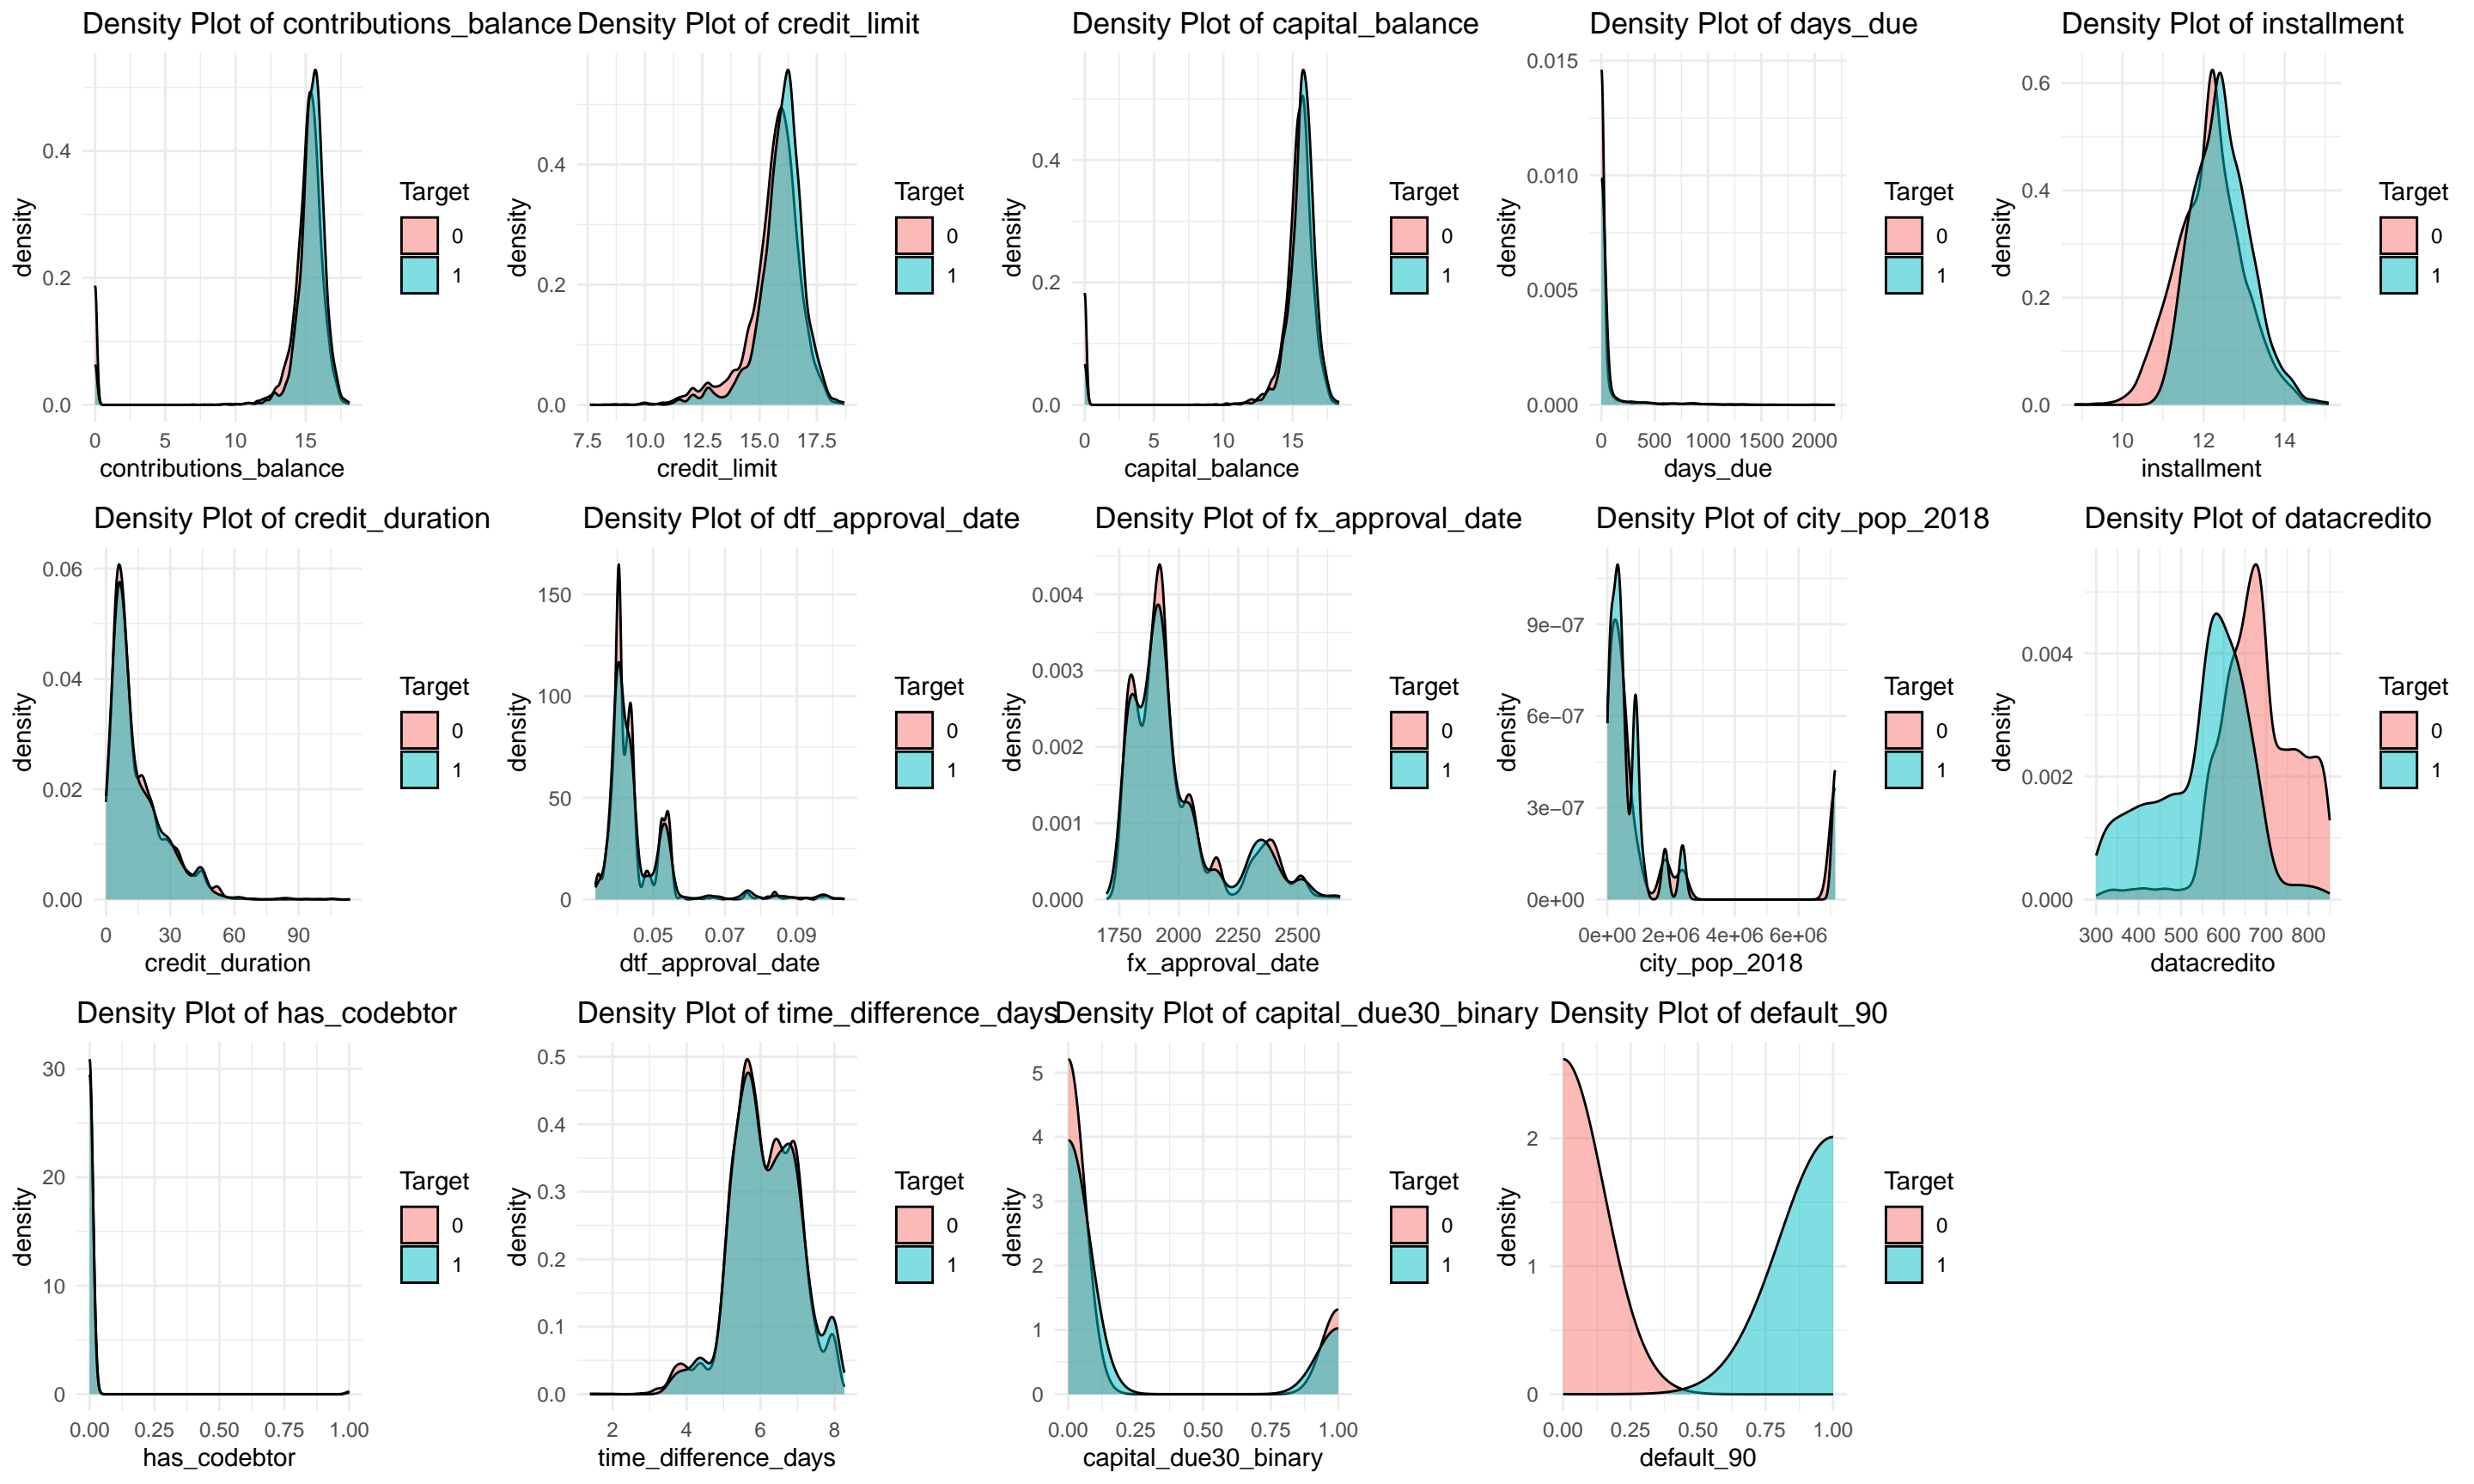 Density Plot of contributions_balance
density
0.4
0.2
0.0
0 5 10 15
contributions_balance
Target
0
1
Density Plot of credit_limit
density
0.4
0.2
0.0
7.5 10.0 12.5 15.0 17.5
credit_limit
Target
0
1
Density Plot of capital_balance
density
0.4
0.2
0.0
0 5 10 15
capital_balance
Target
0
1
Density Plot of days_due
density
0.015
0.010
0.005
0.000
0 500 1000 1500 2000
days_due
Target
0
1
Density Plot of installment
density
0.6
0.4
0.2
0.0
10 12 14
installment
Target
0
1
Density Plot of credit_duration
density
0.06
0.04
0.02
0.00
0 30 60 90
credit_duration
Target
0
1
Density Plot of dtf_approval_date
density
150
100
50
0
0.05 0.07 0.09
dtf_approval_date
Target
0
1
Density Plot of fx_approval_date
density
0.004
0.003
0.002
0.001
0.000
1750 2000 2250 2500
fx_approval_date
Target
0
1
Density Plot of city_pop_2018
density
9e−07
6e−07
3e−07
0e+00
0e+00 2e+06 4e+06 6e+06
city_pop_2018
Target
0
1
Density Plot of datacredito
density
0.004
0.002
0.000
300 400 500 600 700 800
datacredito
Target
0
1
Density Plot of has_codebtor
density
30
20
10
0
0.00 0.25 0.50 0.75 1.00
has_codebtor
Target
0
1
Density Plot of time_difference_days
density
0.5
0.4
0.3
0.2
0.1
0.0
2 4 6 8
time_difference_days
Target
0
1
Density Plot of capital_due30_binary
density
5
4
3
2
1
0
0.00 0.25 0.50 0.75 1.00
capital_due30_binary
Target
0
1
Density Plot of default_90
density
2
1
0
0.00 0.25 0.50 0.75 1.00
default_90
Target
0
1